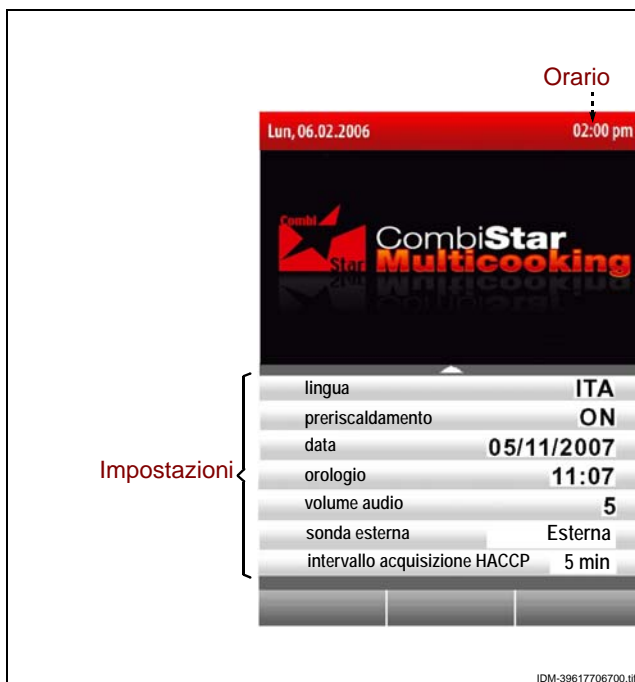 Orario
Lun, 06.02.2006 02:00 pm
Combi
Star
CombiStar
Multicooking
lingua ITA
preriscaldamento ON
data 05/11/2007
orologio 11:07
volume audio 5
sonda esterna Esterna
intervallo acquisizione HACCP 5 min
Impostazioni
IDM-39617706700.tif